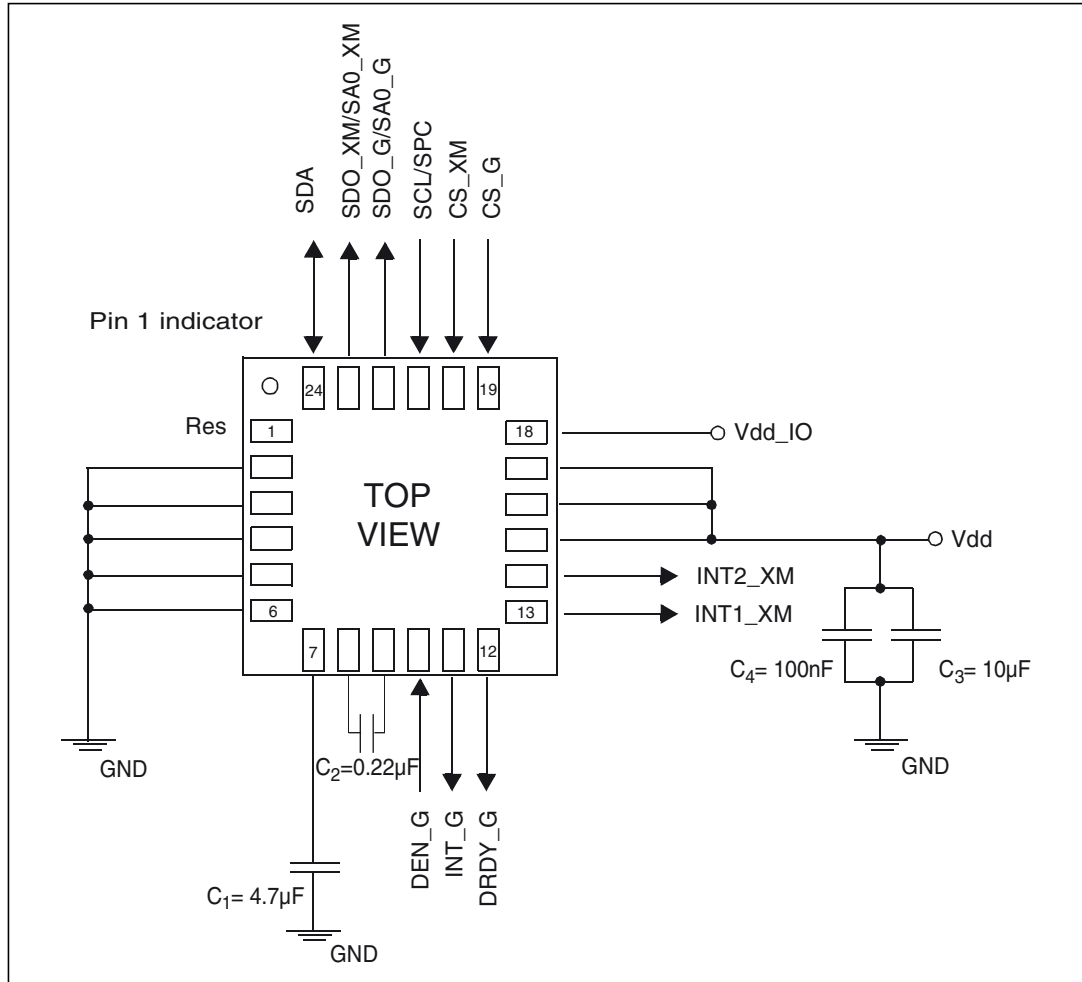 SDA
SDO_XM/SA0_XM
SDO_G/SA0_G
SCL/SPC
CS_XM
CS_G
Pin 1 indicator
24
19
Res
1
18
Vdd_IO
TOP
VIEW
Vdd
INT2_XM
6
13
INT1_XM
7
12
C4= 100nF
C3= 10µF
GND
C2=0.22µF
GND
DEN_G
INT_G
DRDY_G
C1= 4.7µF
GND